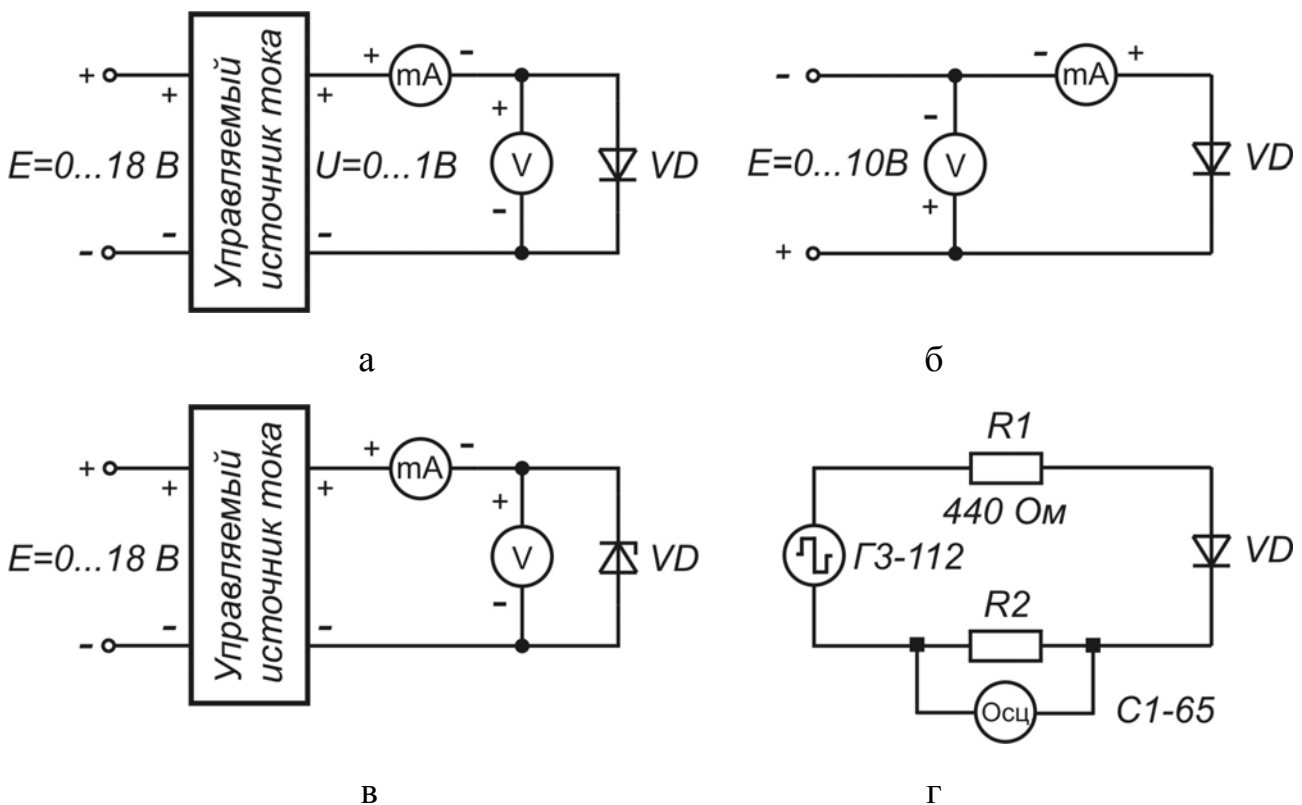 +
-
+
-
+
+
mA
+
-
E=0...18 В
Управляемый
источник тока
U=0...1В
V
VD
E=0...10В
V
VD
-
-
-
-
-
+
+
а
б
+
-
mA
R1
+
+
+
+
440 Ом
E=0...18 В
Управляемый
источник тока
V
VD
Г3-112
VD
-
-
-
-
R2
Осц
С1-65
в
г